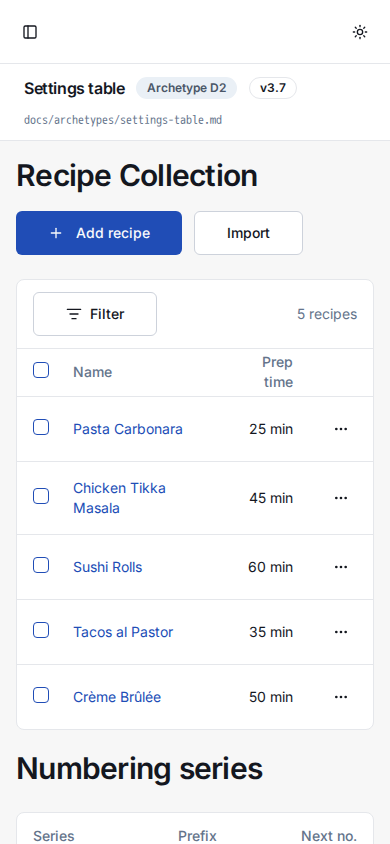 Settings table Archetype D2 v3.7
docs/archetypes/settings-table.md
Recipe Collection
Add recipe Import
Filter 5 recipes
Name Prep
time
Pasta Carbonara 25 min
Chicken Tikka
Masala 45 min
Sushi Rolls 60 min
Tacos al Pastor 35 min
Crème Brûlée 50 min
Numbering series
Series Prefix Next no.